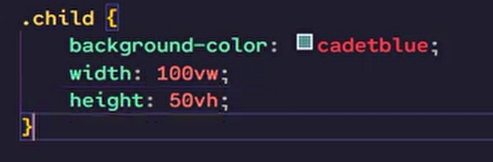 .child {
    background-color: cadetblue;
    width: 100vw;
    height: 50vh;
}